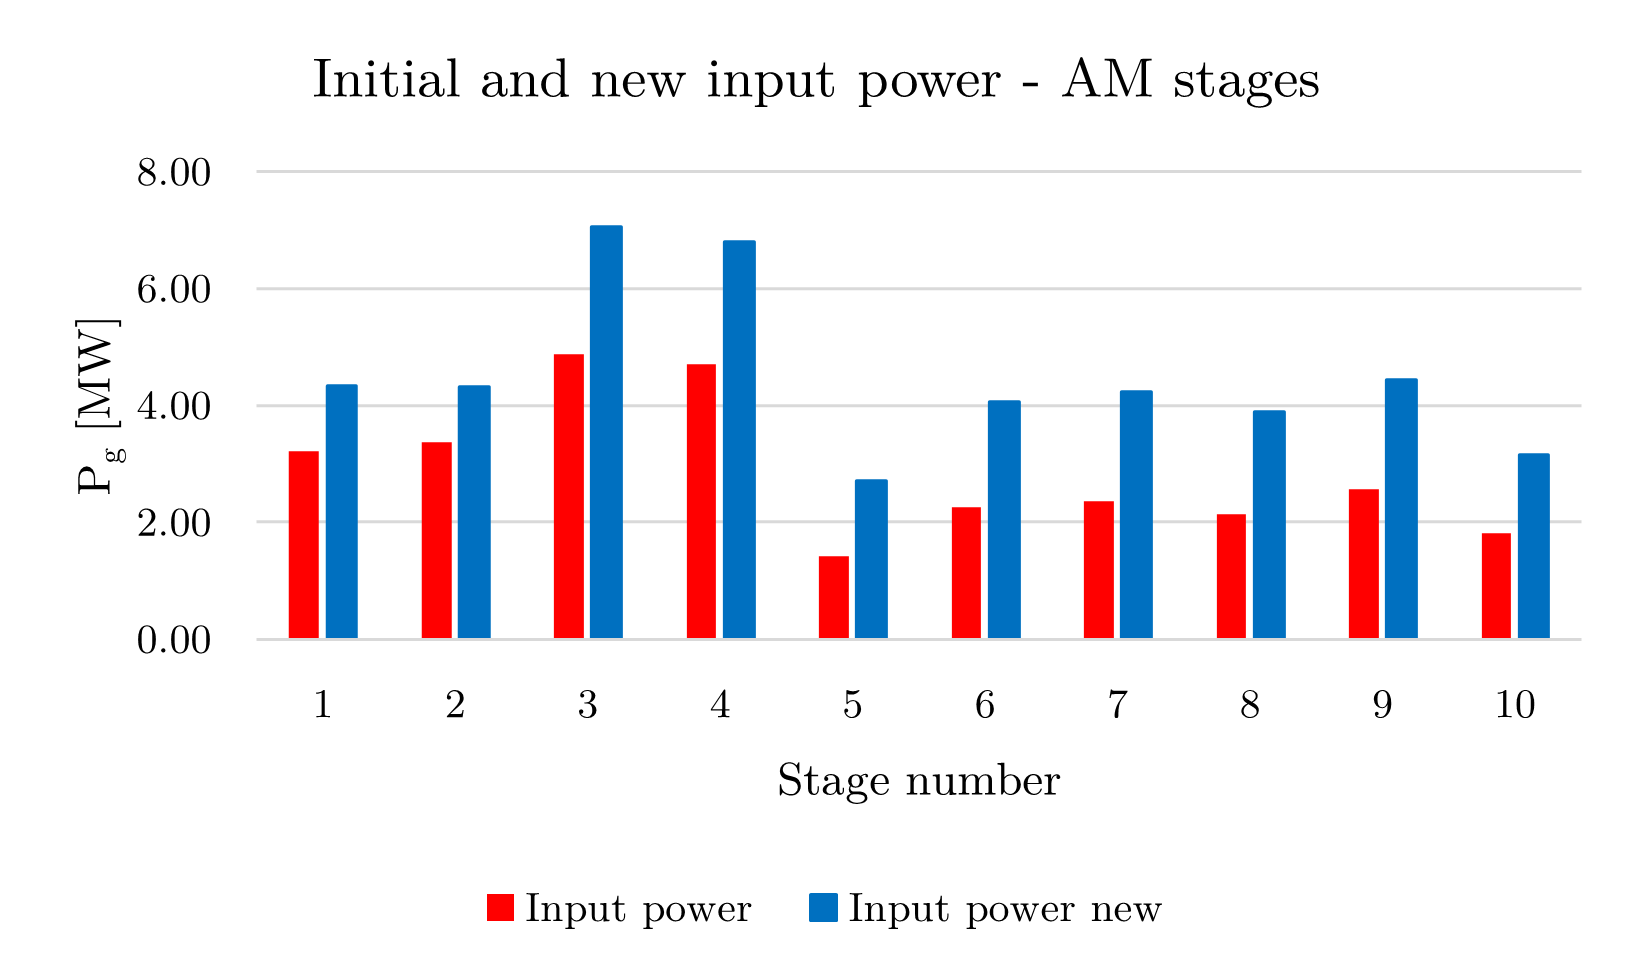 Initial and new input power - AM stages
8.00
6.00
4.00
2.00
0.00
Pg [MW]
1 2 3 4 5 6 7 8 9 10
Stage number
Input power Input power new